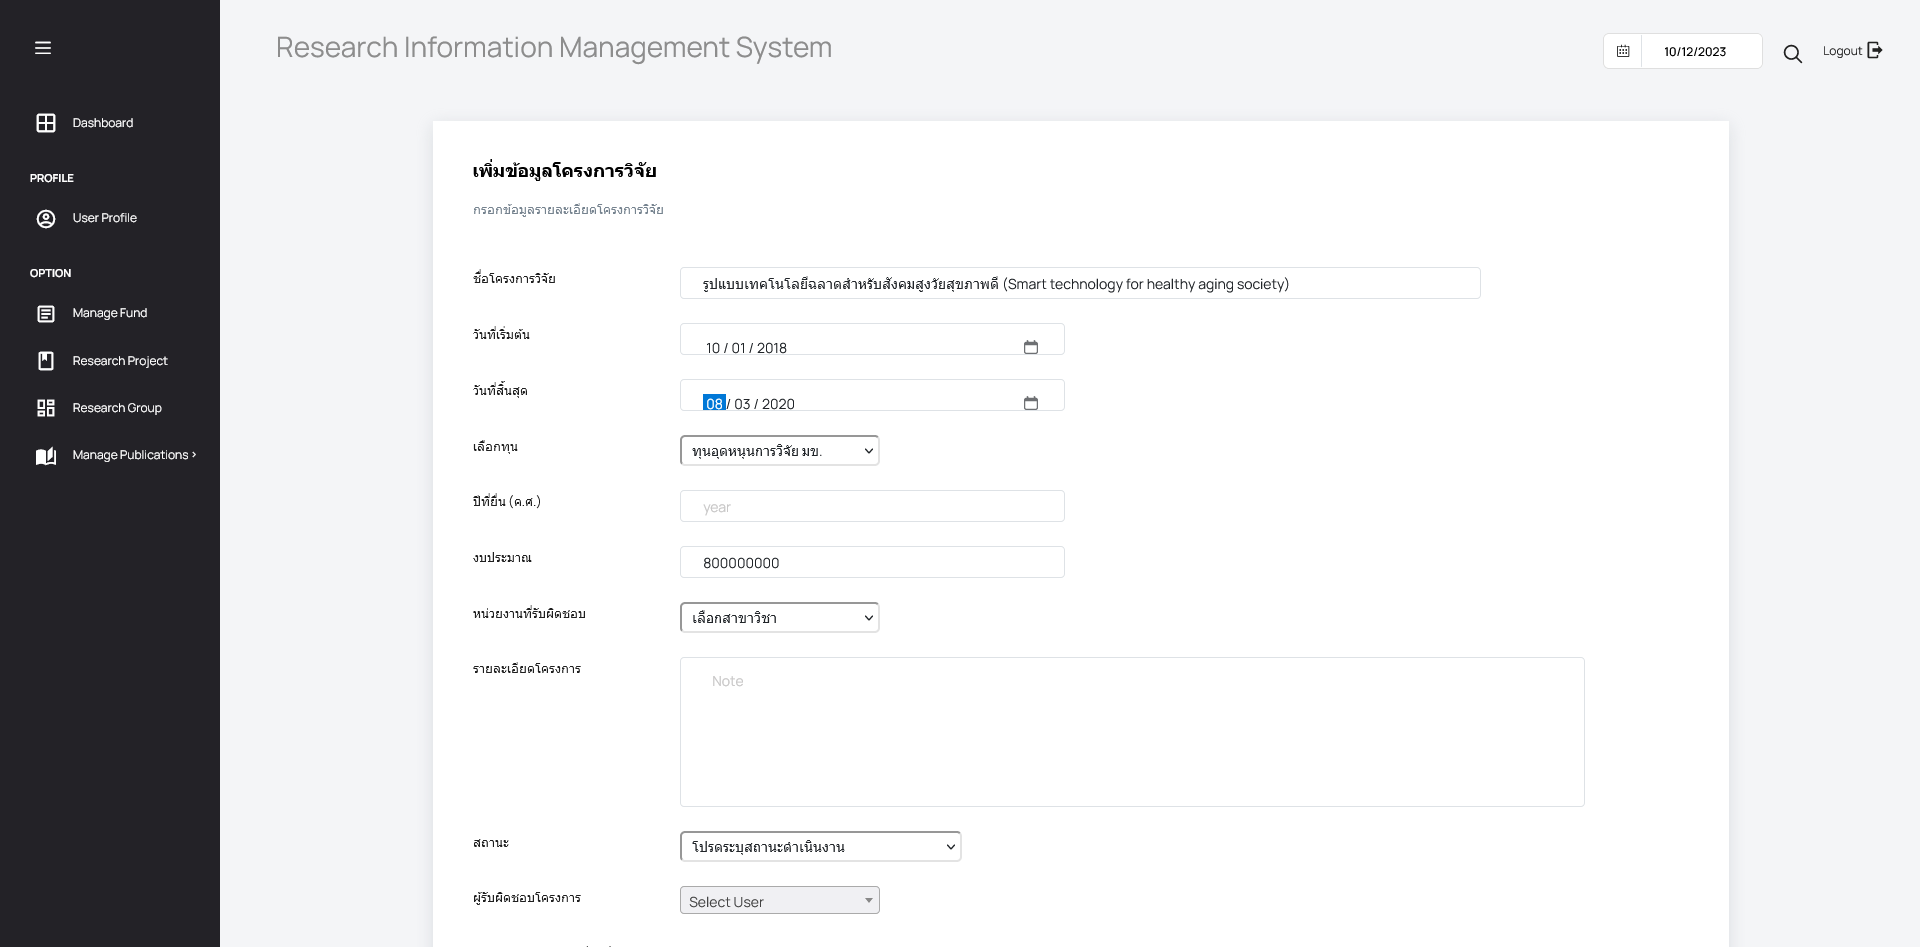 Research Information Management System
10/12/2023
Logout
Dashboard
PROFILE
User Profile
OPTION
Manage Fund
Research Project
Research Group
Manage Publications ›
เพิ่มข้อมูลโครงการวิจัย
กรอกข้อมูลรายละเอียดโครงการวิจัย
ชื่อโครงการวิจัย
รูปแบบเทคโนโลยีฉลาดสำหรับสังคมสูงวัยสุขภาพดี (Smart technology for healthy aging society)
วันที่เริ่มต้น
10 / 01 / 2018
วันที่สิ้นสุด
08 / 03 / 2020
เลือกทุน
ทุนอุดหนุนการวิจัย มข.
ปีที่ยื่น (ค.ศ.)
year
งบประมาณ
800000000
หน่วยงานที่รับผิดชอบ
เลือกสาขาวิชา
รายละเอียดโครงการ
Note
สถานะ
โปรดระบุสถานะดำเนินงาน
ผู้รับผิดชอบโครงการ
Select User